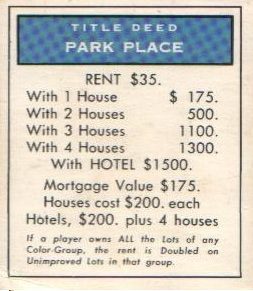 TITLE DEED
PARK PLACE
RENT $35.
With 1 House $ 175.
With 2 Houses 500.
With 3 Houses 1100.
With 4 Houses 1300.
With HOTEL $1500.
Mortgage Value $175.
Houses cost $200. each
Hotels, $200. plus 4 houses
If a player owns ALL the Lots of any
Color-Group, the rent is Doubled on
Unimproved Lots in that group.